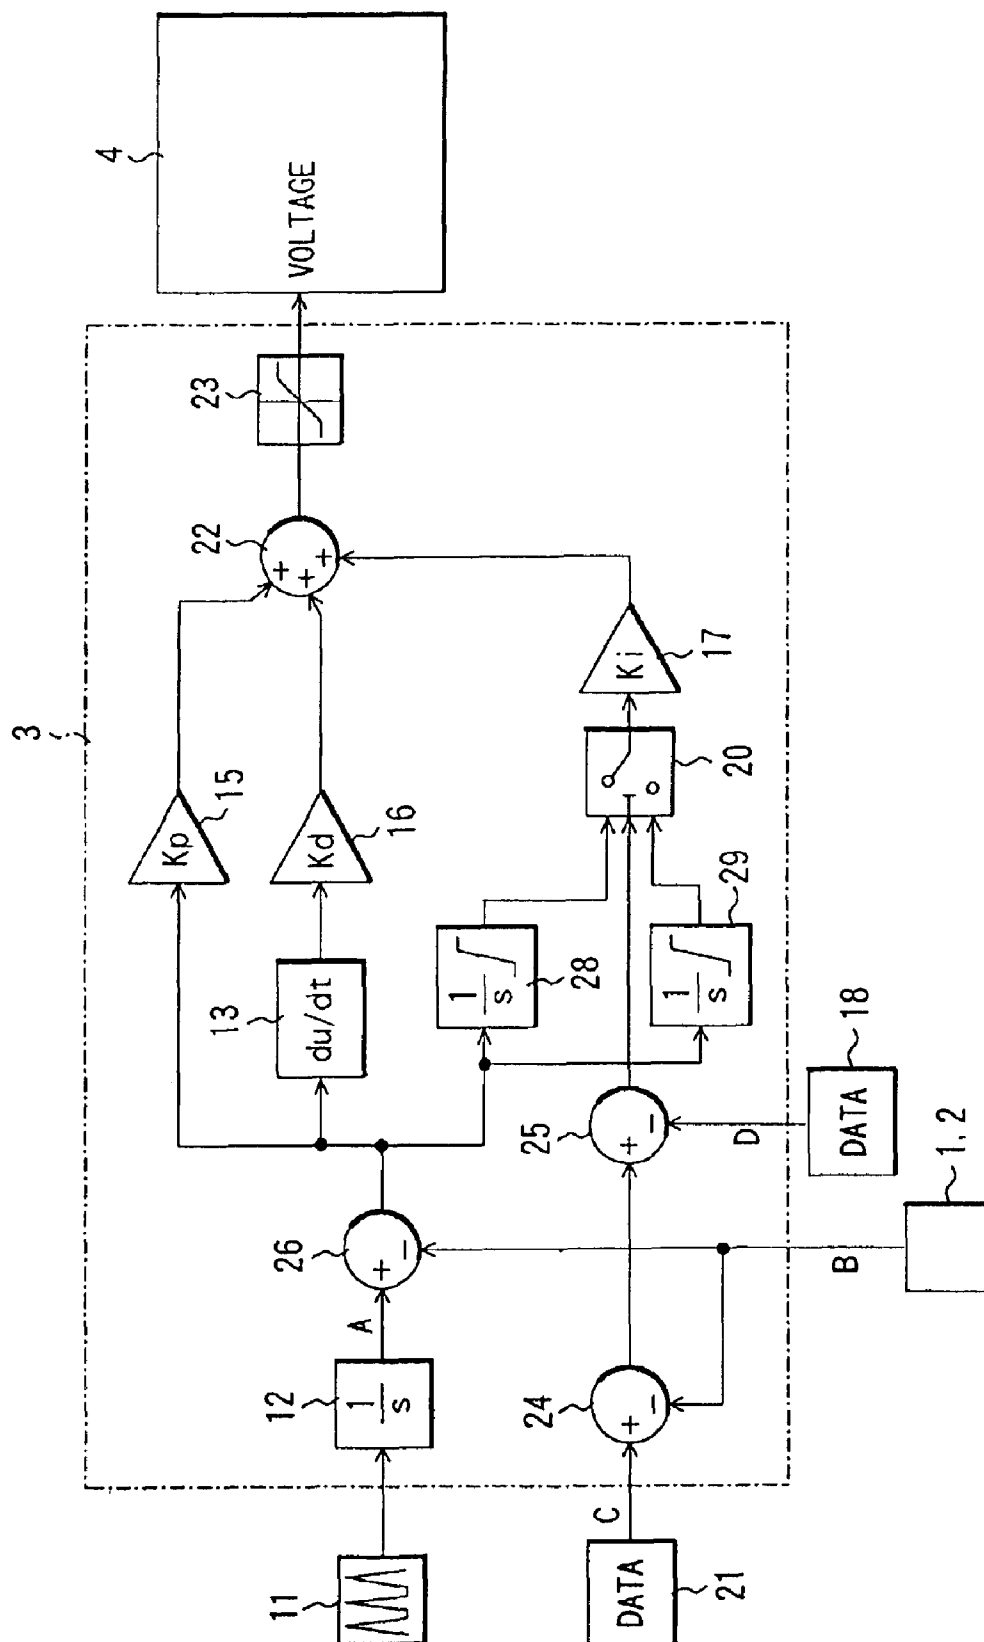 3
4
VOLTAGE
23
22
+
+
+
Kp
15
Kd
16
Ki
17
20
du/dt
13
1
s
28
1
s
29
25
+
−
D
DATA
18
1, 2
B
26
+
−
A
12
1
s
24
+
−
C
11
DATA
21